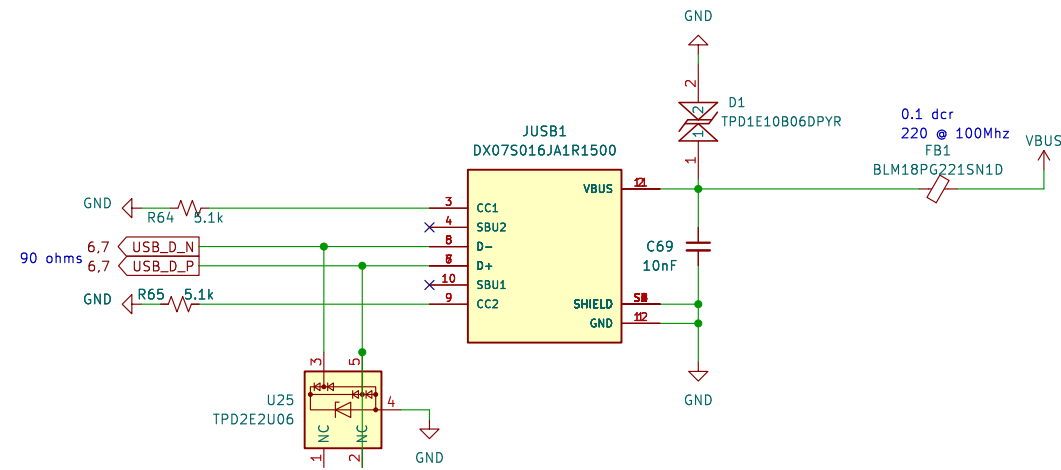 GND
2
D1
2
TPD1E10B06DPYR
1
1
0.1 dcr
220 @ 100Mhz
FB1
BLM18PG221SN1D
VBUS
JUSB1
DX07S016JA1R1500
VBUS
GND
R64
5.1k
3
CC1
4
SBU2
6,7
USB_D_N
D-
90 ohms
6,7
USB_D_P
D+
10
SBU1
GND
R65
5.1k
9
CC2
C69
10nF
SHIELD
GND
12
GND
3
5
U25
TPD2E2U06
4
NC
NC
1
2
GND